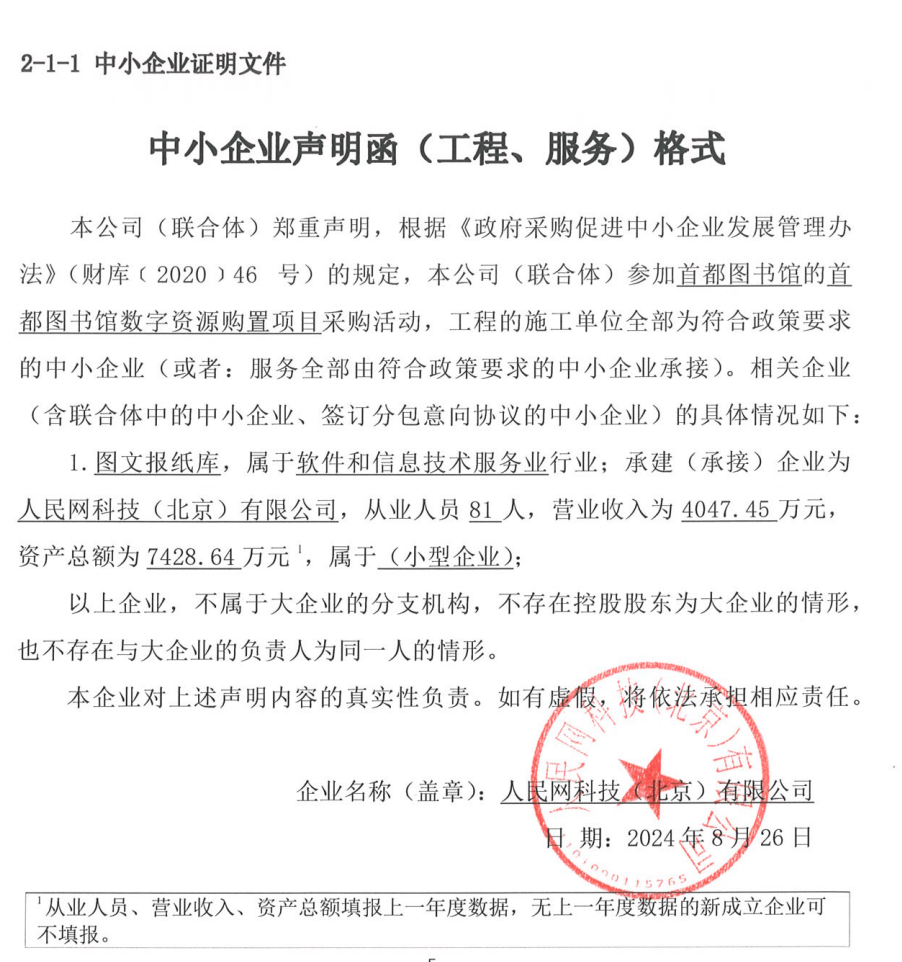 2-1-1 中小企业证明文件
中小企业声明函（工程、服务）格式
本公司（联合体）郑重声明，根据《政府采购促进中小企业发展管理办
法》（财库﹝2020﹞46 号）的规定，本公司（联合体）参加首都图书馆的首
都图书馆数字资源购置项目采购活动，工程的施工单位全部为符合政策要求
的中小企业（或者：服务全部由符合政策要求的中小企业承接）。相关企业
（含联合体中的中小企业、签订分包意向协议的中小企业）的具体情况如下：
1. 图文报纸库，属于软件和信息技术服务业行业；承建（承接）企业为
人民网科技（北京）有限公司，从业人员 81 人，营业收入为 4047.45 万元，
资产总额为 7428.64 万元1，属于（小型企业）；
以上企业，不属于大企业的分支机构，不存在控股股东为大企业的情形，
也不存在与大企业的负责人为同一人的情形。
本企业对上述声明内容的真实性负责。如有虚假，将依法承担相应责任。
人民网科技（北京）有限公司
企业名称（盖章）：人民网科技（北京）有限公司
日 期：2024 年 8 月 26 日
1从业人员、营业收入、资产总额填报上一年度数据，无上一年度数据的新成立企业可
不填报。